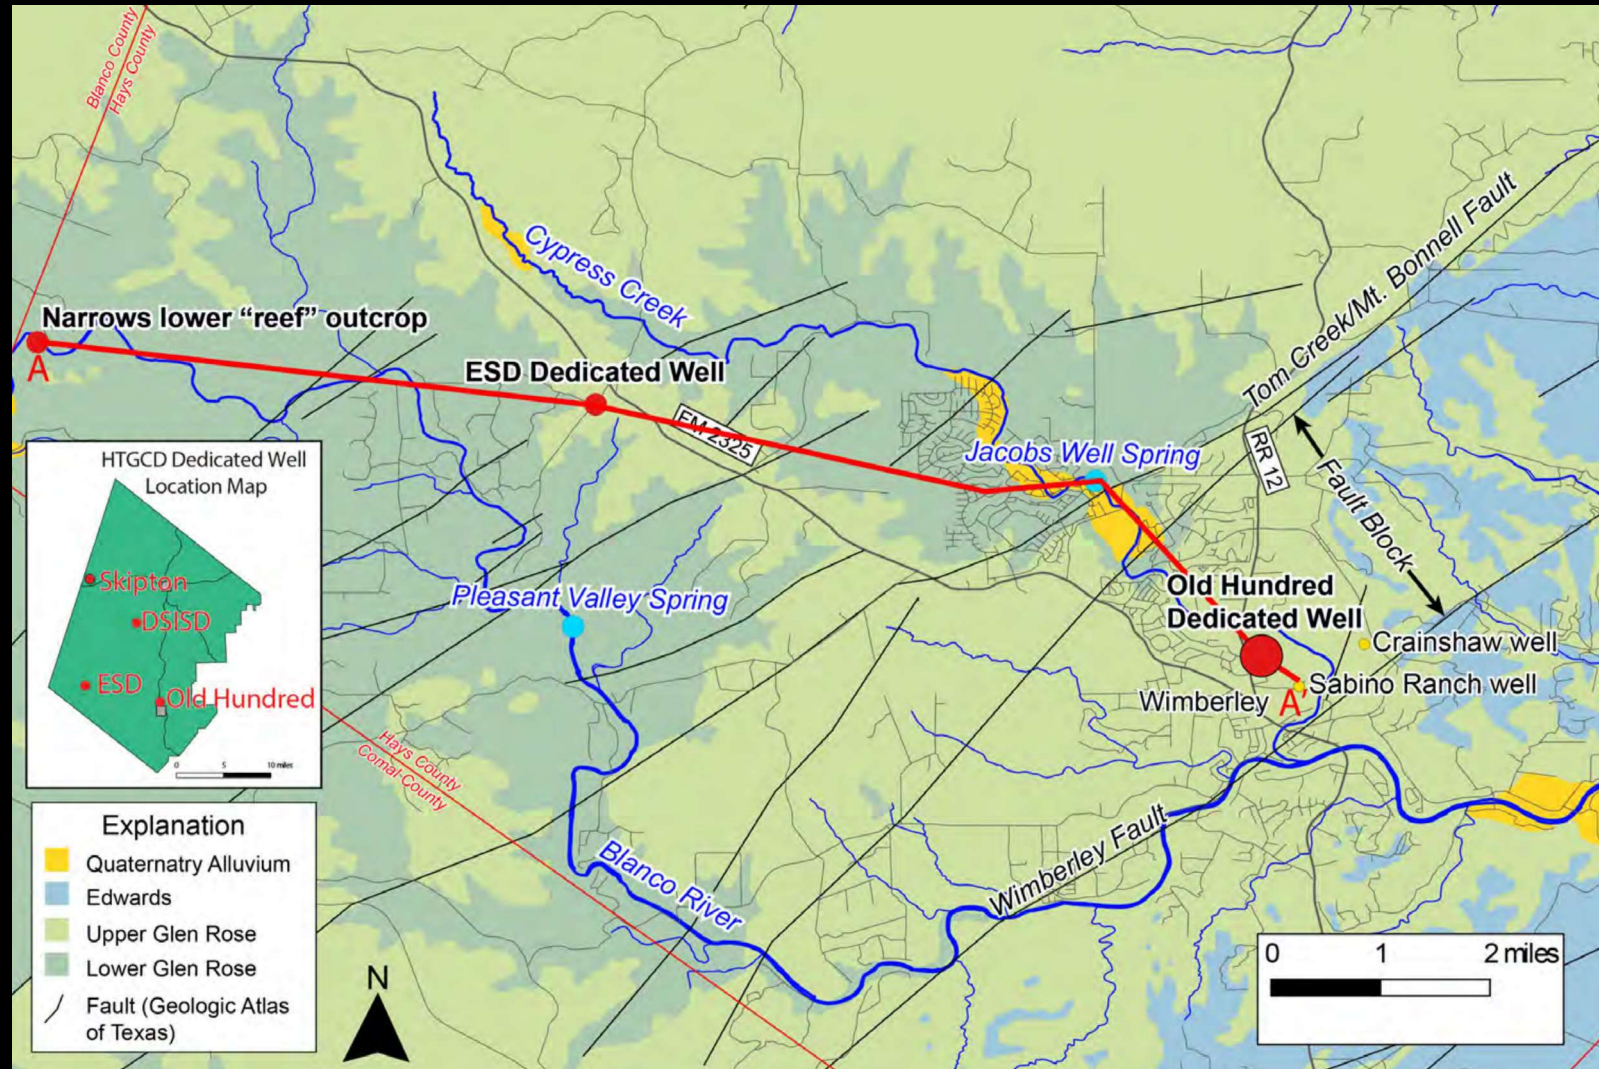 Blanco County
Hays County
Cypress Creek
Tom Creek/Mt. Bonnell Fault
Narrows lower “reef” outcrop
A
ESD Dedicated Well
FM 2325
RR 12
Jacobs Well Spring
Fault Block
HTGCD Dedicated Well
Location Map
Skipton
DSISD
ESD
Old Hundred
0 5 10 miles
Pleasant Valley Spring
Old Hundred
Dedicated Well
Crainshaw well
Sabino Ranch well
Wimberley
A'
Hays County
Comal County
Wimberley Fault
Blanco River
Explanation
Quaternatry Alluvium
Edwards
Upper Glen Rose
Lower Glen Rose
Fault (Geologic Atlas
of Texas)
N
0 1 2 miles